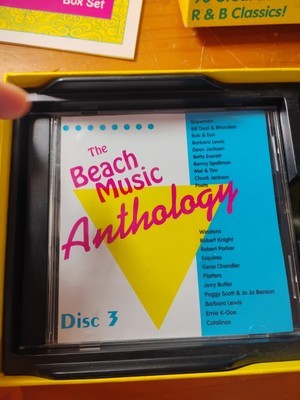 Box Set
R & B Classics!
The
Beach
Music
Anthology
Disc 3
Showmen
Bill Deal & Rhondels
Bob & Earl
Barbara Lewis
Deon Jackson
Betty Everett
Benny Spellman
Mel & Tim
Chuck Jackson
Poets
Winstons
Robert Knight
Robert Parker
Esquires
Gene Chandler
Platters
Jerry Butler
Peggy Scott & Jo Jo Benson
Barbara Lewis
Ernie K-Doe
Catalinas